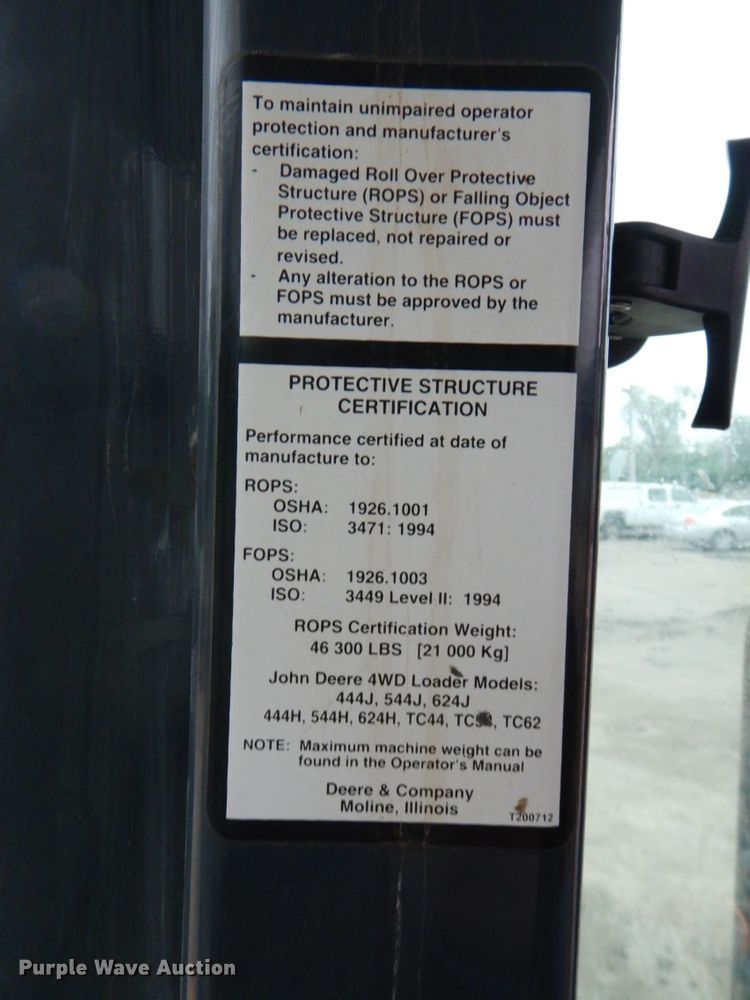 To maintain unimpaired operator
protection and manufacturer's
certification:
- Damaged Roll Over Protective
Structure (ROPS) or Falling Object
Protective Structure (FOPS) must
be replaced, not repaired or
revised.
- Any alteration to the ROPS or
FOPS must be approved by the
manufacturer.
PROTECTIVE STRUCTURE
CERTIFICATION
Performance certified at date of
manufacture to:
ROPS:
OSHA: 1926.1001
ISO: 3471: 1994
FOPS:
OSHA: 1926.1003
ISO: 3449 Level II: 1994
ROPS Certification Weight:
46 300 LBS [21 000 Kg]
John Deere 4WD Loader Models:
444J, 544J, 624J
444H, 544H, 624H, TC44, TC62
NOTE: Maximum machine weight can be
found in the Operator's Manual
Deere & Company
Moline, Illinois
T200712
Purple Wave Auction